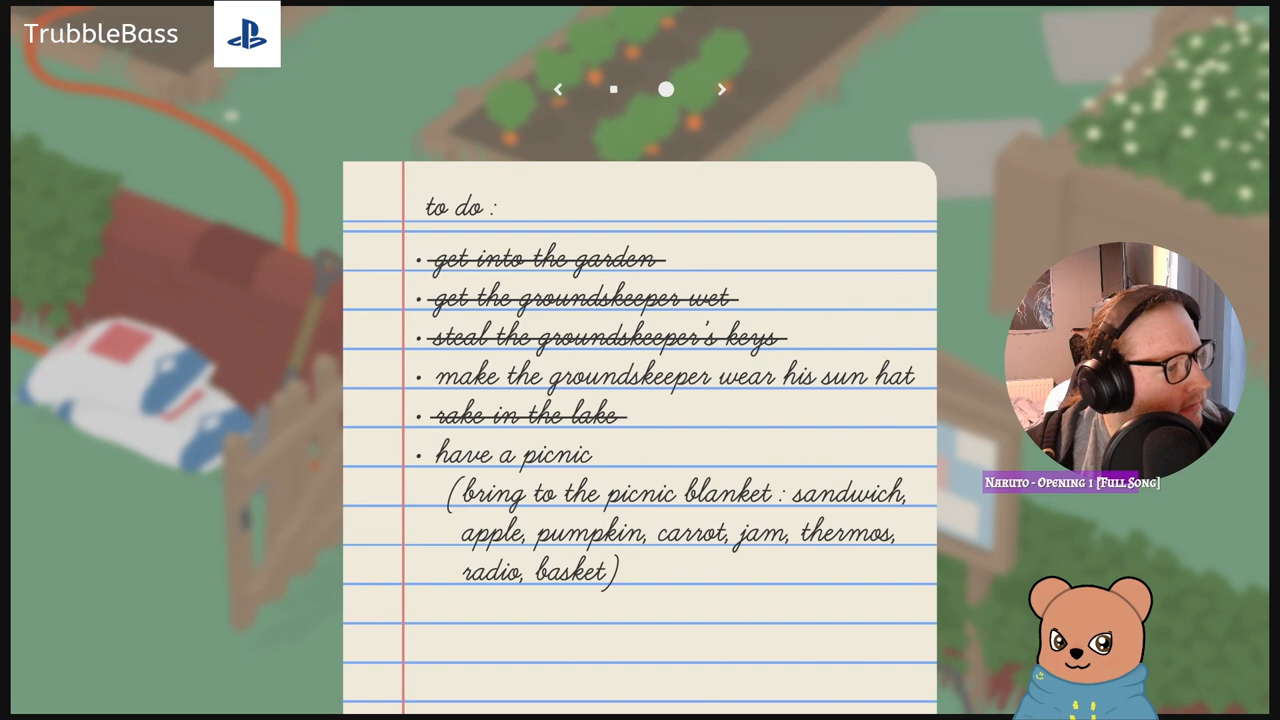 TrubbleBass
to do :
• get into the garden
• get the groundskeeper wet
• steal the groundskeeper's keys
• make the groundskeeper wear his sun hat
• rake in the lake
• have a picnic
(bring to the picnic blanket : sandwich,
apple, pumpkin, carrot, jam, thermos,
radio, basket)
Naruto - Opening 1 [Full Song]